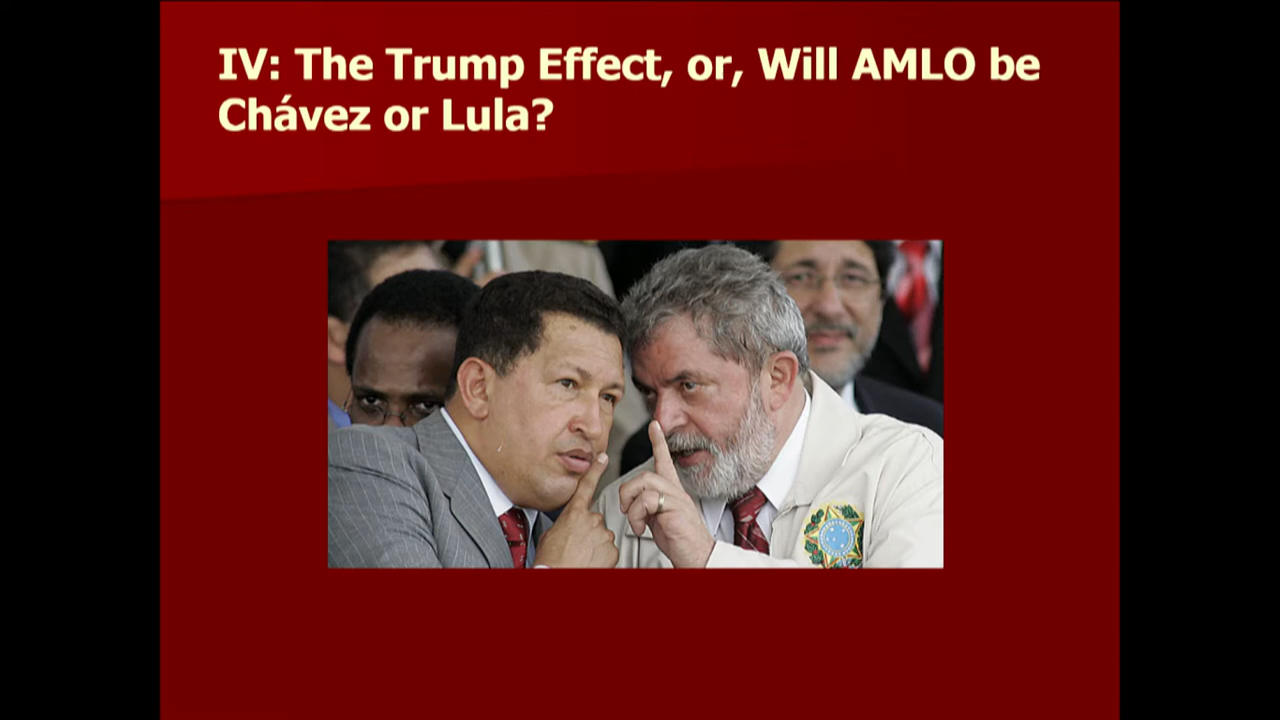 IV: The Trump Effect, or, Will AMLO be
Chávez or Lula?